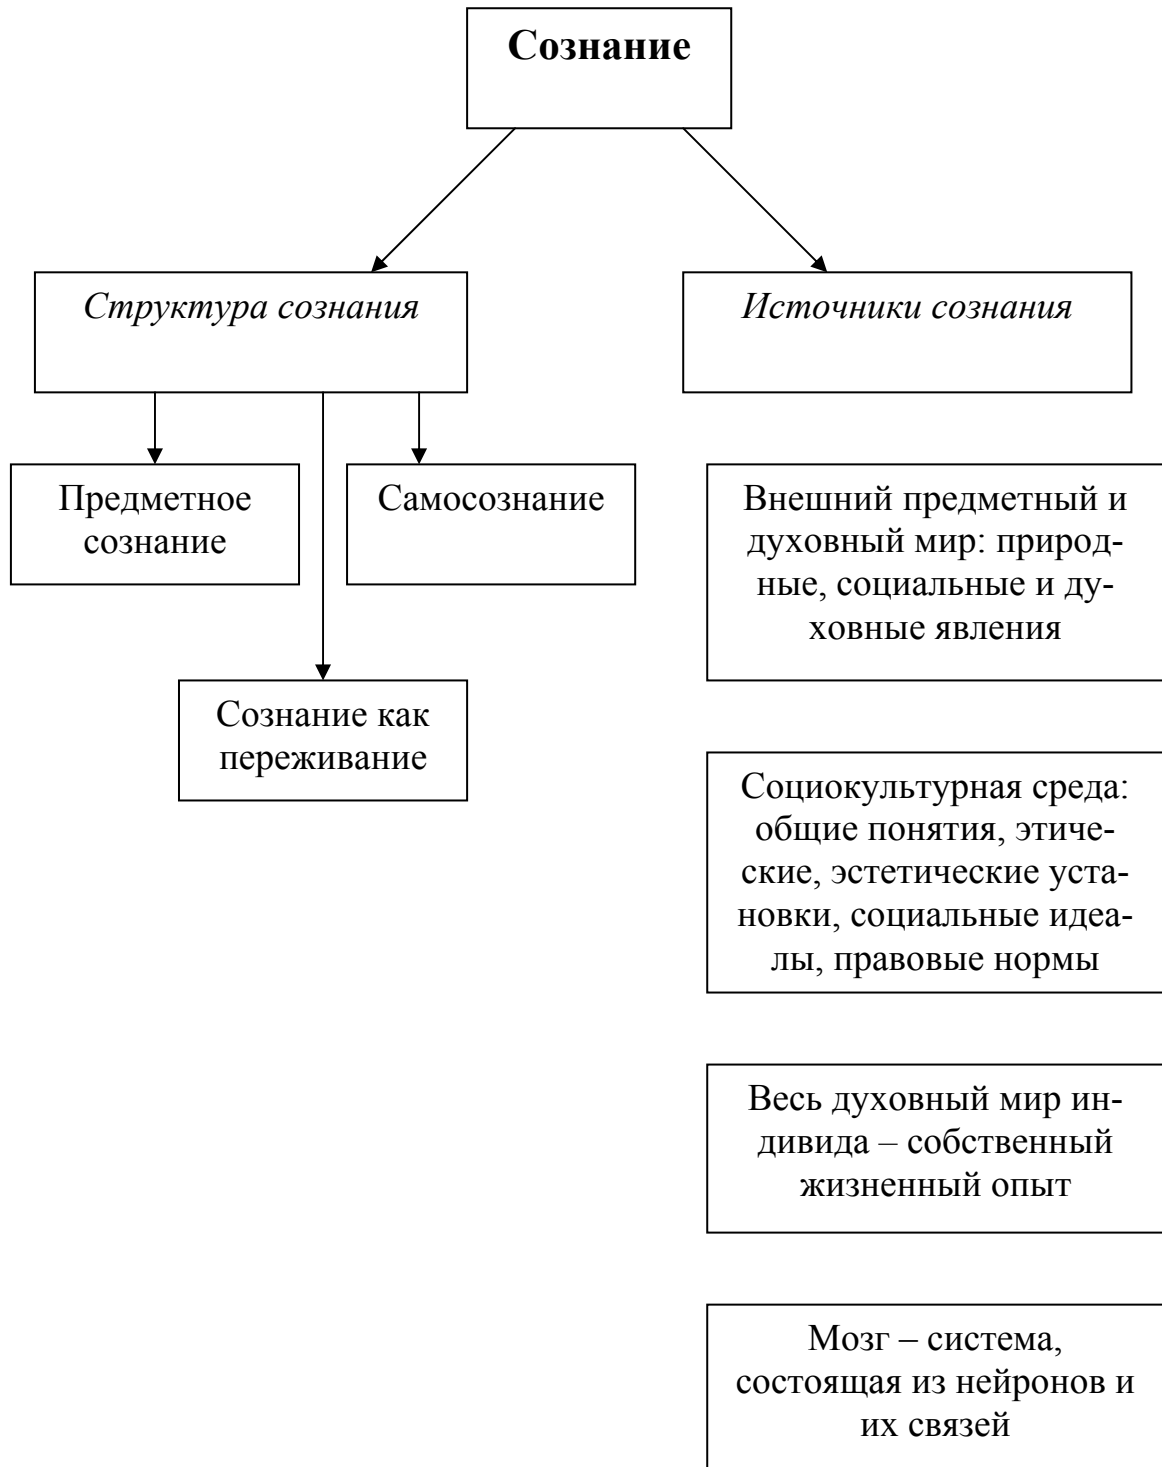 Сознание
Структура сознания
Источники сознания
Предметное
сознание
Самосознание
Сознание как
переживание
Внешний предметный и
духовный мир: природ-
ные, социальные и ду-
ховные явления
Социокультурная среда:
общие понятия, этиче-
ские, эстетические уста-
новки, социальные идеа-
лы, правовые нормы
Весь духовный мир ин-
дивида – собственный
жизненный опыт
Мозг – система,
состоящая из нейронов и
их связей